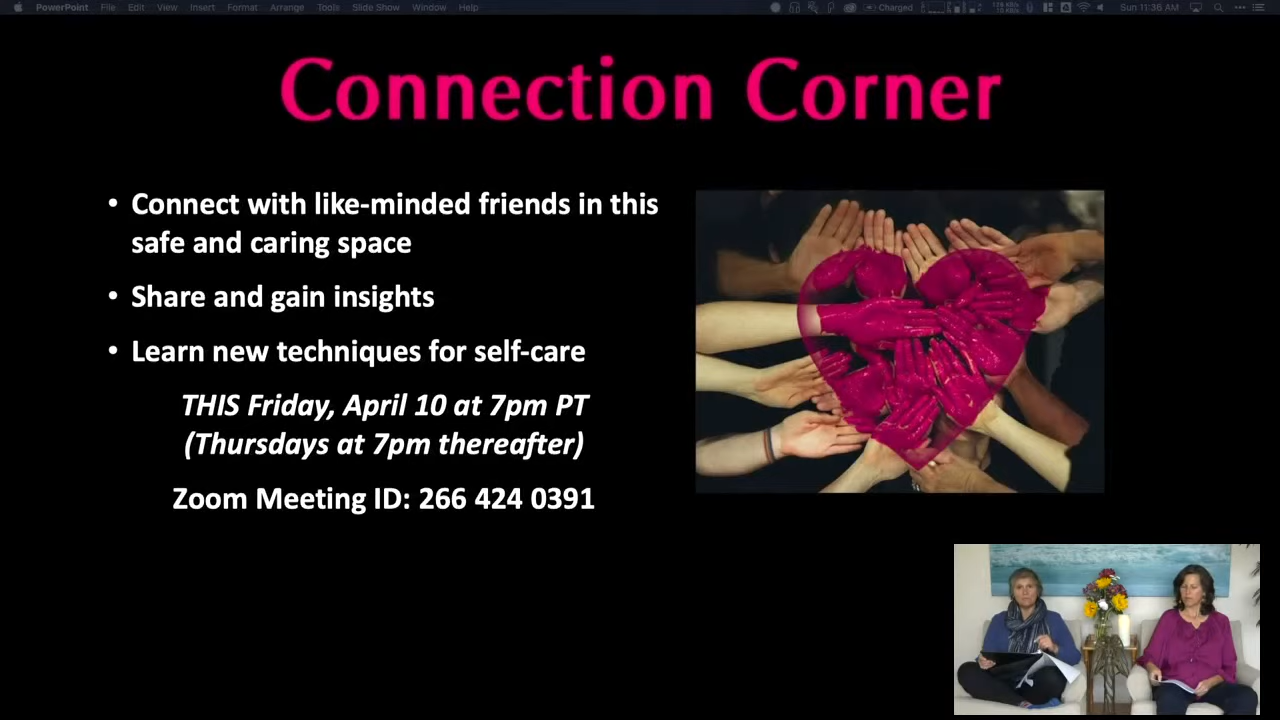 PowerPoint File Edit View Insert Format Arrange Tools Slide Show Window Help Charged Sun 11:36 AM
Connection Corner
• Connect with like-minded friends in this
safe and caring space
• Share and gain insights
• Learn new techniques for self-care
THIS Friday, April 10 at 7pm PT
(Thursdays at 7pm thereafter)
Zoom Meeting ID: 266 424 0391